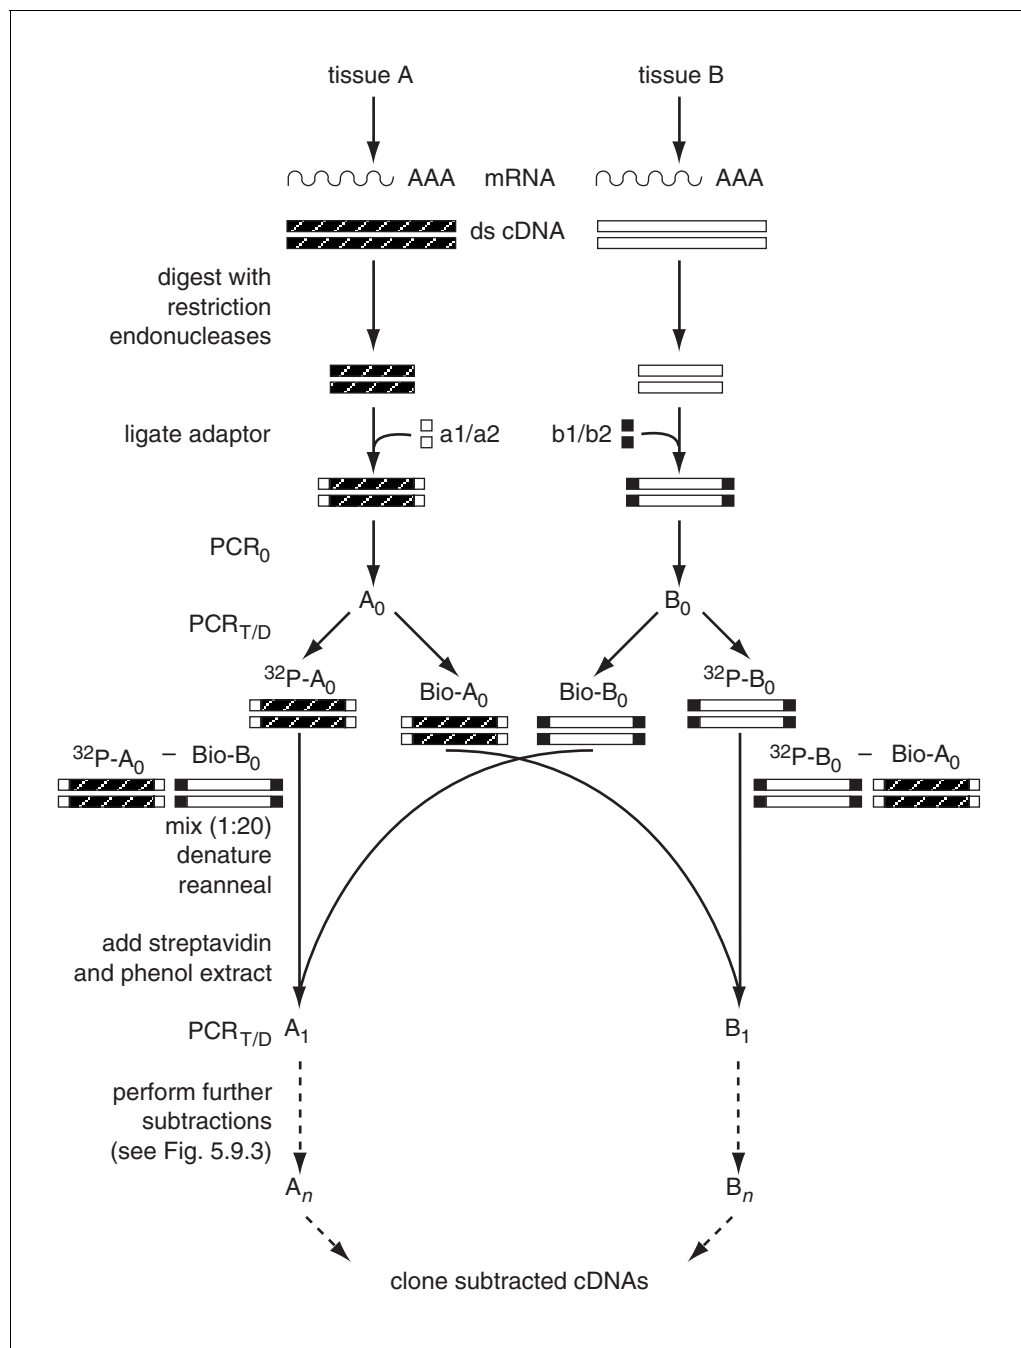 tissue A
tissue B
AAA
mRNA
AAA
ds cDNA
digest with
restriction
endonucleases
ligate adaptor
a1/a2
b1/b2
PCR0
A0
B0
PCRT/D
32P-A0
Bio-A0
Bio-B0
32P-B0
32P-A0 – Bio-B0
32P-B0 – Bio-A0
mix (1:20)
denature
reanneal
add streptavidin
and phenol extract
PCRT/D
A1
B1
perform further
subtractions
(see Fig. 5.9.3)
An
Bn
clone subtracted cDNAs